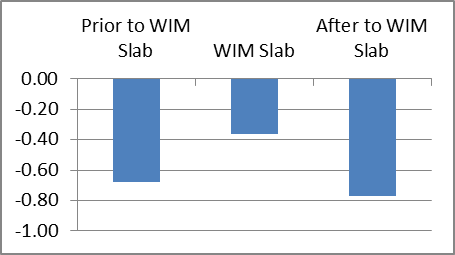 Prior to WIM
Slab
WIM Slab
After to WIM
Slab
0.00
-0.20
-0.40
-0.60
-0.80
-1.00